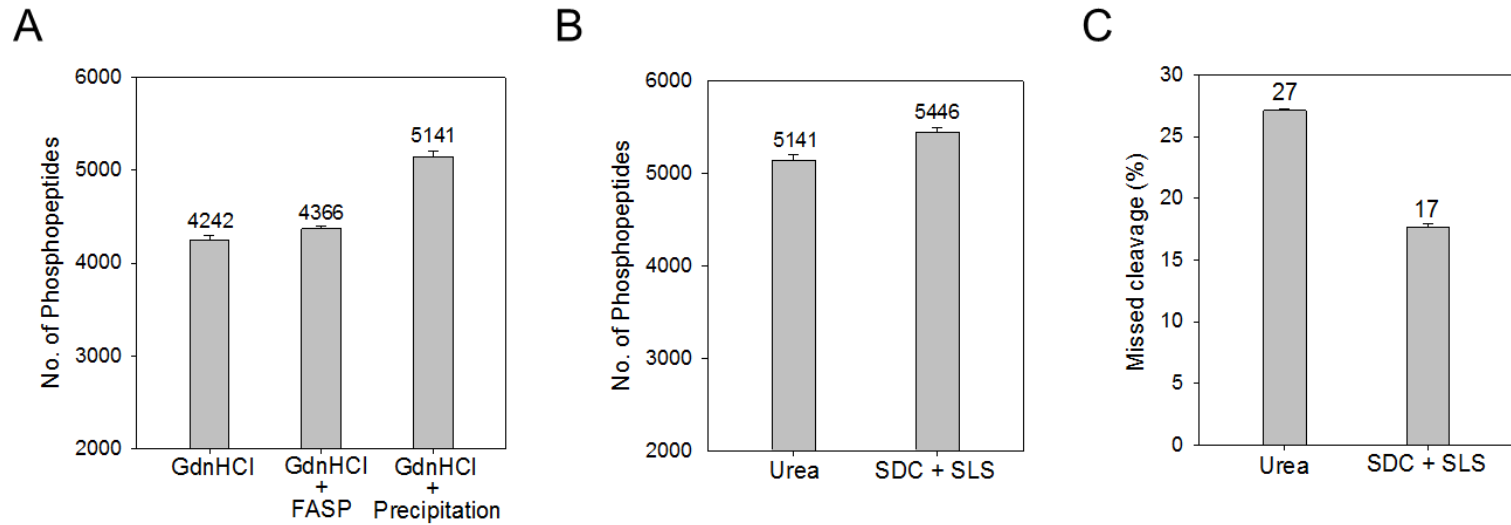 A
No. of Phosphopeptides
6000
5000
4000
3000
2000
4242
4366
5141
GdnHCl
GdnHCl
+
FASP
GdnHCl
+
Precipitation
B
No. of Phosphopeptides
6000
5000
4000
3000
2000
5141
5446
Urea
SDC + SLS
C
Missed cleavage (%)
30
25
20
15
10
5
0
27
17
Urea
SDC + SLS